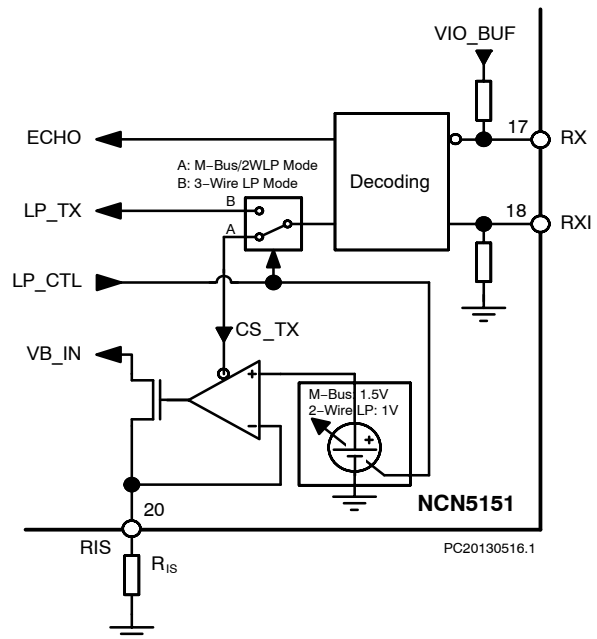 VIO_BUF
17
RX
ECHO
A: M−Bus/2WLP Mode
B: 3−Wire LP Mode
Decoding
LP_TX
B
18
RXI
A
LP_CTL
CS_TX
VB_IN
+
M−Bus: 1.5V
2−Wire LP: 1V
−
+
NCN5151
20
RIS
RIS
PC20130516.1